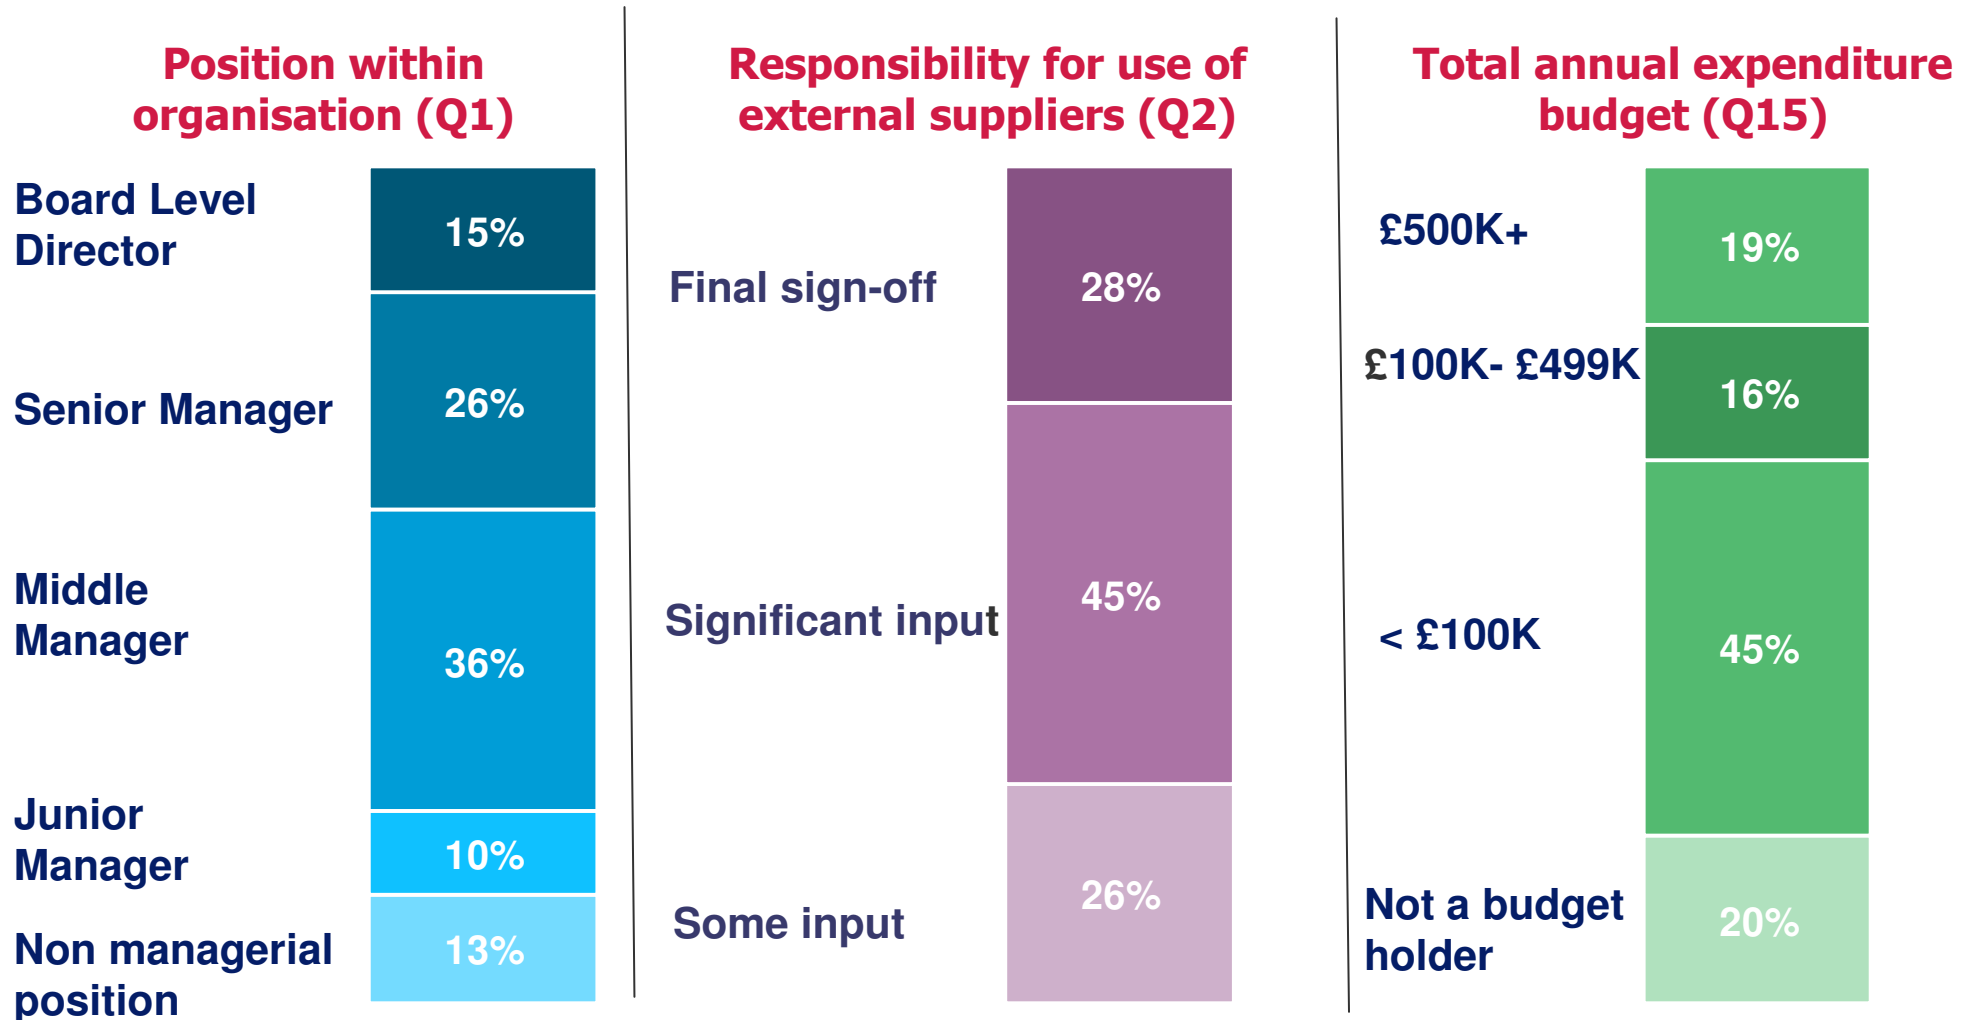 Position within
organisation (Q1)
Board Level
Director
15%
Senior Manager
26%
Middle
Manager
36%
Junior
Manager
10%
Non managerial
position
13%
Responsibility for use of
external suppliers (Q2)
Final sign-off
28%
Significant input
45%
Some input
26%
Total annual expenditure
budget (Q15)
£500K+
19%
£100K- £499K
16%
< £100K
45%
Not a budget
holder
20%